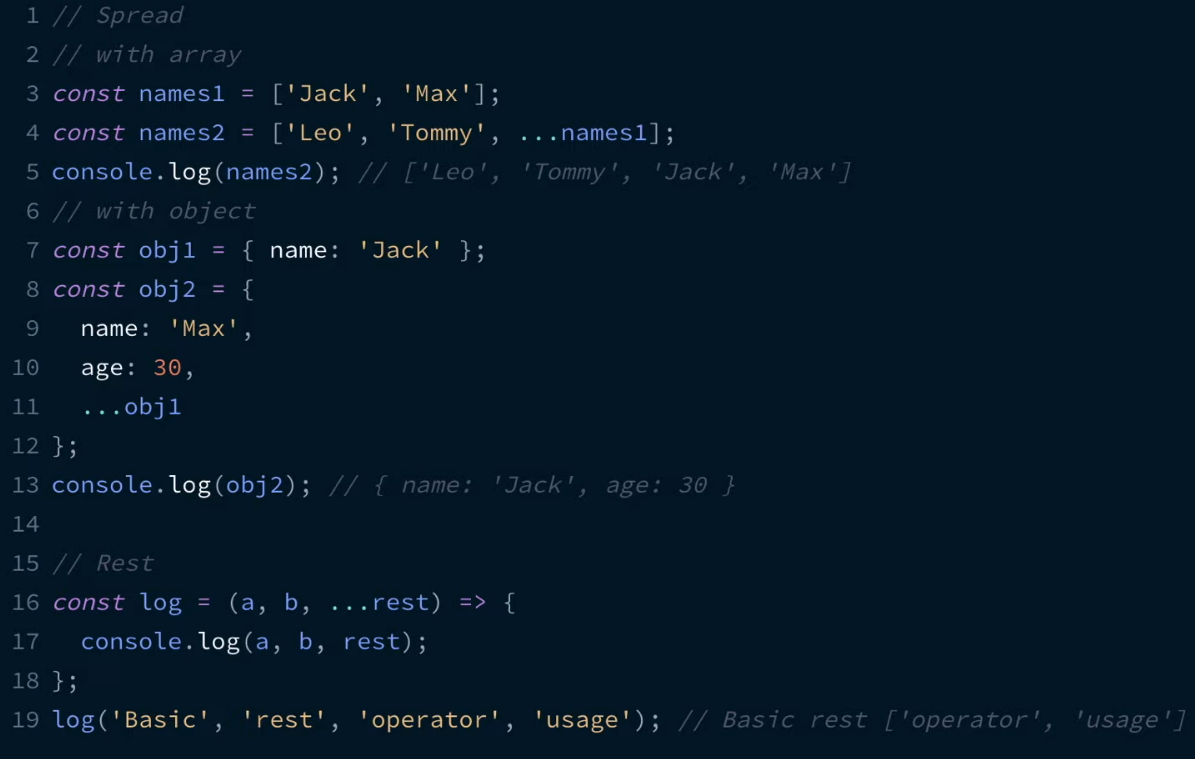 1 // Spread
2 // with array
3 const names1 = ['Jack', 'Max'];
4 const names2 = ['Leo', 'Tommy', ...names1];
5 console.log(names2); // ['Leo', 'Tommy', 'Jack', 'Max']
6 // with object
7 const obj1 = { name: 'Jack' };
8 const obj2 = {
9   name: 'Max',
10   age: 30,
11   ...obj1
12 };
13 console.log(obj2); // { name: 'Jack', age: 30 }
14
15 // Rest
16 const log = (a, b, ...rest) => {
17   console.log(a, b, rest);
18 };
19 log('Basic', 'rest', 'operator', 'usage'); // Basic rest ['operator', 'usage']